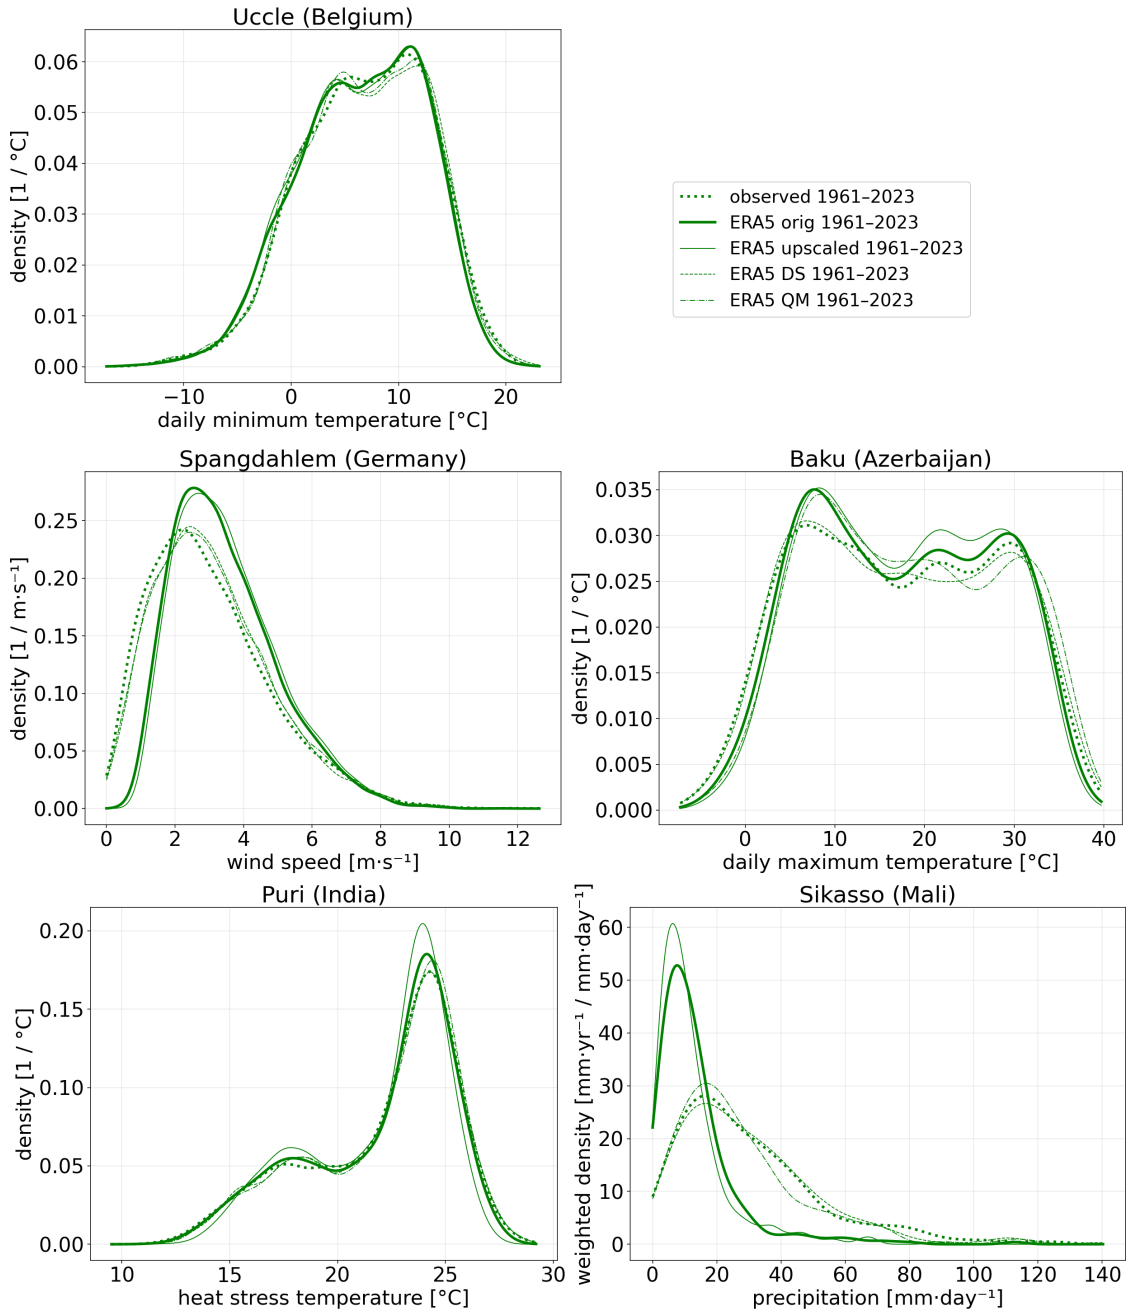 Uccle (Belgium)
density [1 / °C]
0.06
0.05
0.04
0.03
0.02
0.01
0.00
−10 0 10 20
daily minimum temperature [°C]
observed 1961–2023
ERA5 orig 1961–2023
ERA5 upscaled 1961–2023
ERA5 DS 1961–2023
ERA5 QM 1961–2023
Spangdahlem (Germany)
density [1 / m·s⁻¹]
0.25
0.20
0.15
0.10
0.05
0.00
0 2 4 6 8 10 12
wind speed [m·s⁻¹]
Baku (Azerbaijan)
density [1 / °C]
0.035
0.030
0.025
0.020
0.015
0.010
0.005
0.000
0 10 20 30 40
daily maximum temperature [°C]
Puri (India)
density [1 / °C]
0.20
0.15
0.10
0.05
0.00
10 15 20 25 30
heat stress temperature [°C]
Sikasso (Mali)
weighted density [mm·yr⁻¹ / mm·day⁻¹]
60
50
40
30
20
10
0
0 20 40 60 80 100 120 140
precipitation [mm·day⁻¹]